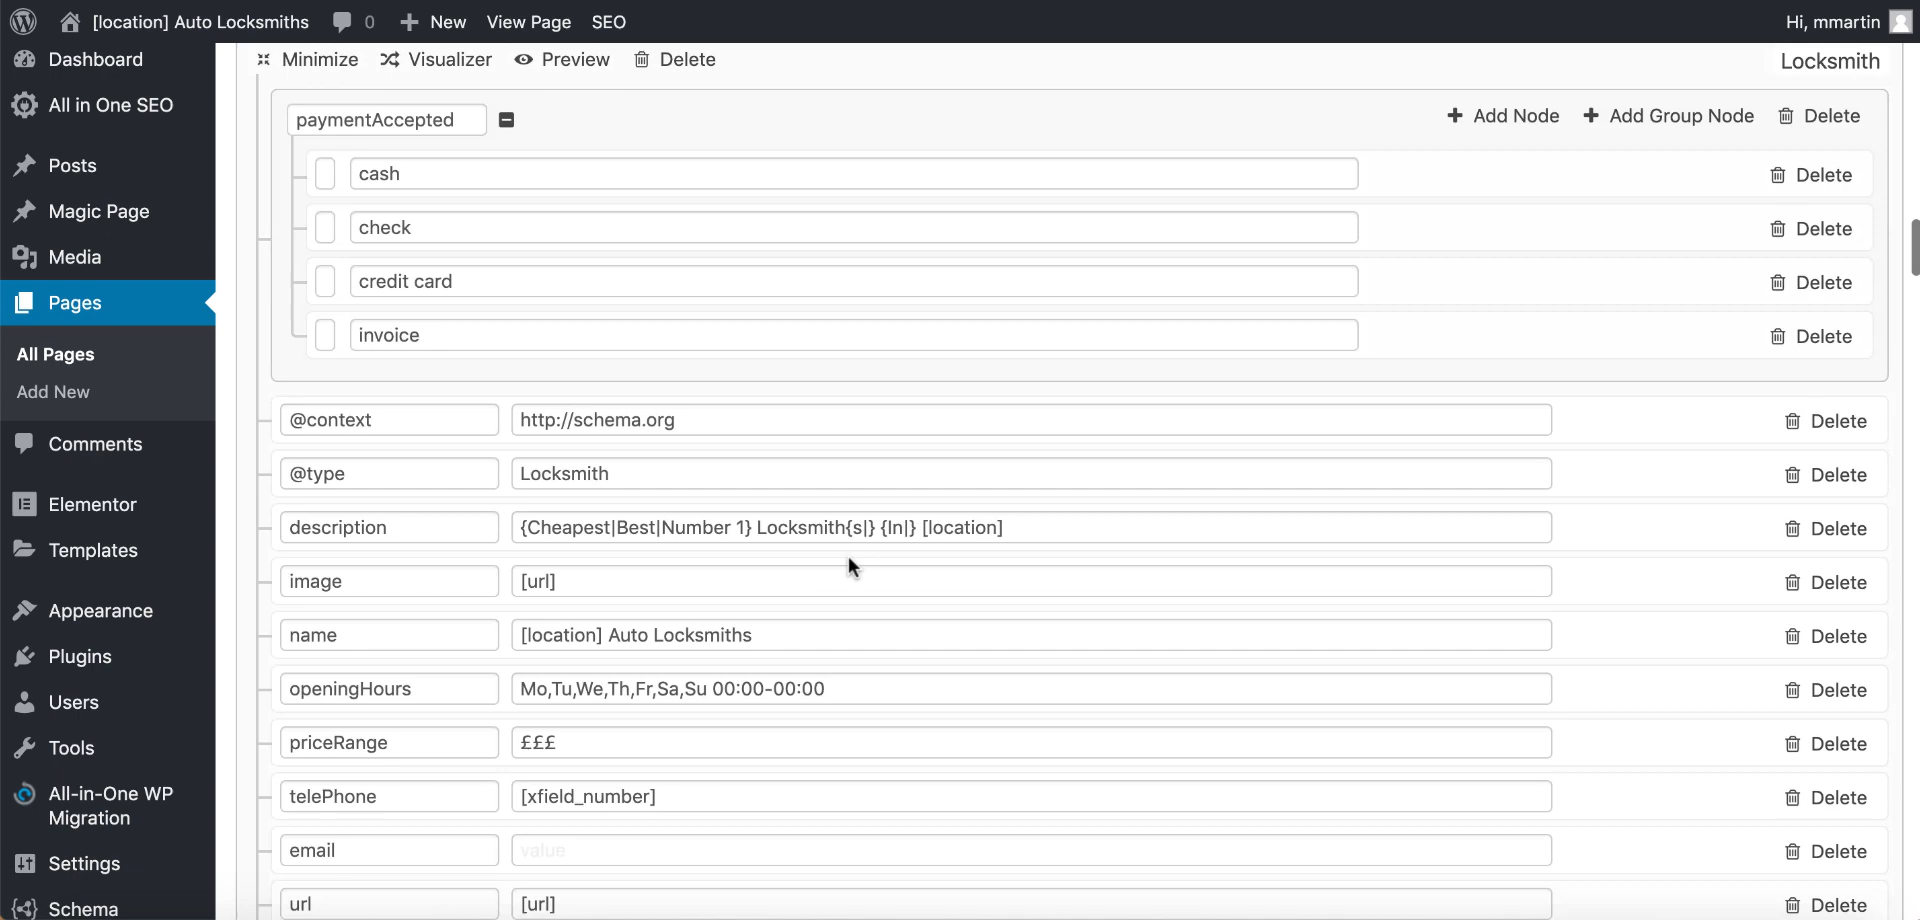 [location] Auto Locksmiths 0 New View Page SEO Hi, mmartin
Dashboard
All in One SEO
Posts
Magic Page
Media
Pages
All Pages
Add New
Comments
Elementor
Templates
Appearance
Plugins
Users
Tools
All-in-One WP
Migration
Settings
Schema
Minimize Visualizer Preview Delete Locksmith
paymentAccepted Add Node Add Group Node Delete
cash Delete
check Delete
credit card Delete
invoice Delete
@context http://schema.org Delete
@type Locksmith Delete
description {Cheapest|Best|Number 1} Locksmith{s|} {In|} [location] Delete
image [url] Delete
name [location] Auto Locksmiths Delete
openingHours Mo,Tu,We,Th,Fr,Sa,Su 00:00-00:00 Delete
priceRange £££ Delete
telePhone [xfield_number] Delete
email value Delete
url [url] Delete